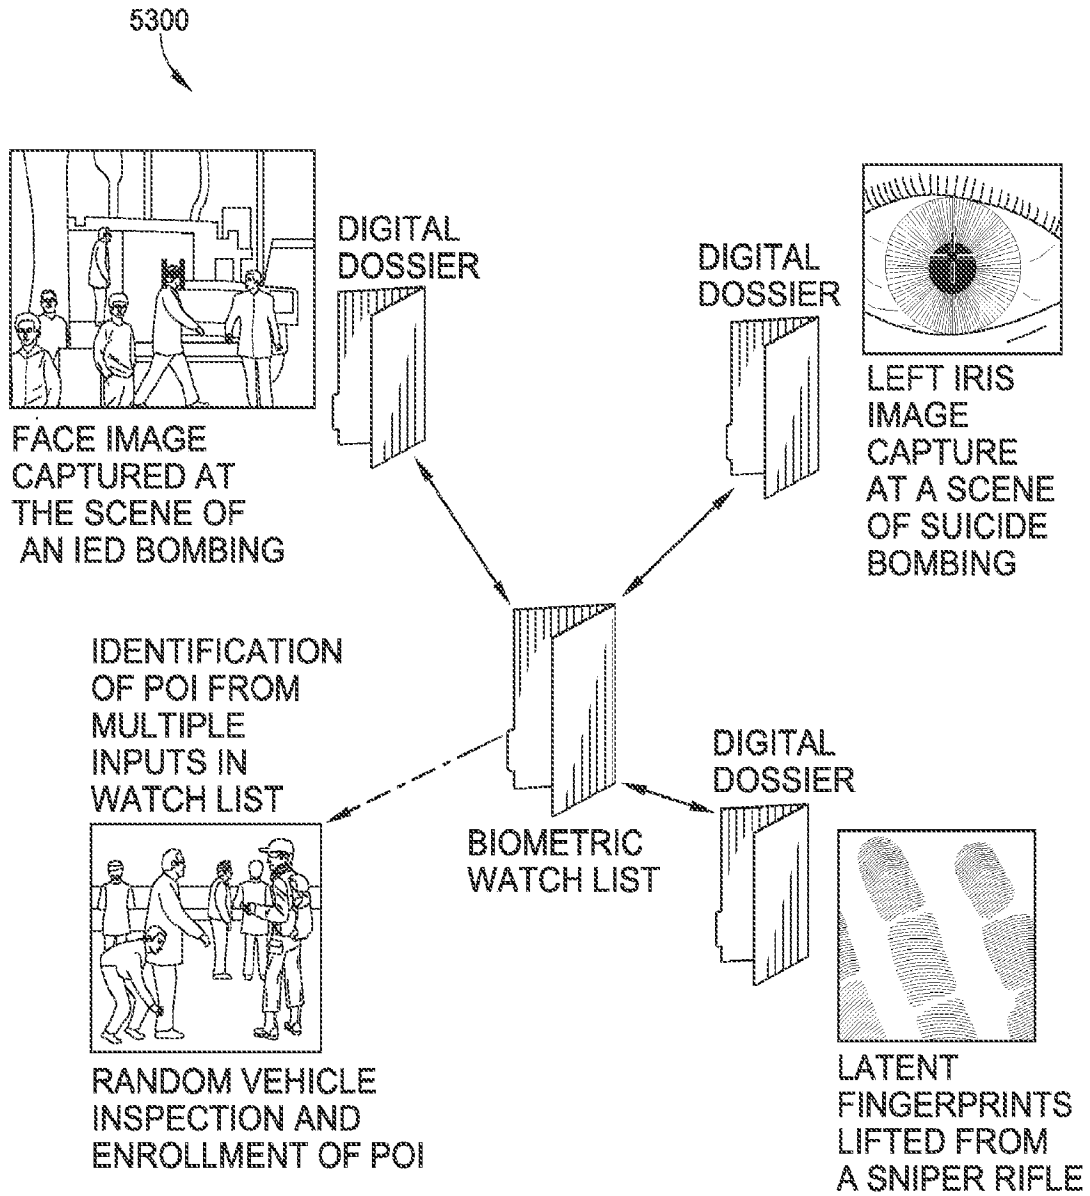 5300
DIGITAL
DOSSIER
FACE IMAGE
CAPTURED AT
THE SCENE OF
AN IED BOMBING
DIGITAL
DOSSIER
LEFT IRIS
IMAGE
CAPTURE
AT A SCENE
OF SUICIDE
BOMBING
IDENTIFICATION
OF POI FROM
MULTIPLE
INPUTS IN
WATCH LIST
BIOMETRIC
WATCH LIST
DIGITAL
DOSSIER
RANDOM VEHICLE
INSPECTION AND
ENROLLMENT OF POI
LATENT
FINGERPRINTS
LIFTED FROM
A SNIPER RIFLE